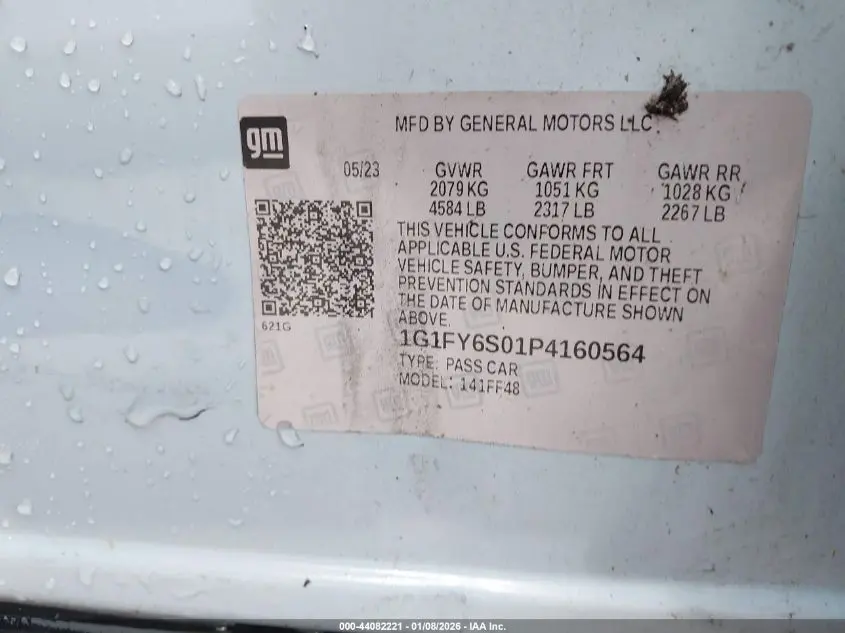 gm
MFD BY GENERAL MOTORS LLC
05/23 GVWR GAWR FRT GAWR RR
2079 KG 1051 KG 1028 KG
4584 LB 2317 LB 2267 LB
THIS VEHICLE CONFORMS TO ALL
APPLICABLE U.S. FEDERAL MOTOR
VEHICLE SAFETY, BUMPER, AND THEFT
PREVENTION STANDARDS IN EFFECT ON
THE DATE OF MANUFACTURE SHOWN
ABOVE.
621G
1G1FY6S01P4160564
TYPE: PASS CAR
MODEL: 141FF48
000-44082221 - 01/08/2026 - IAA Inc.